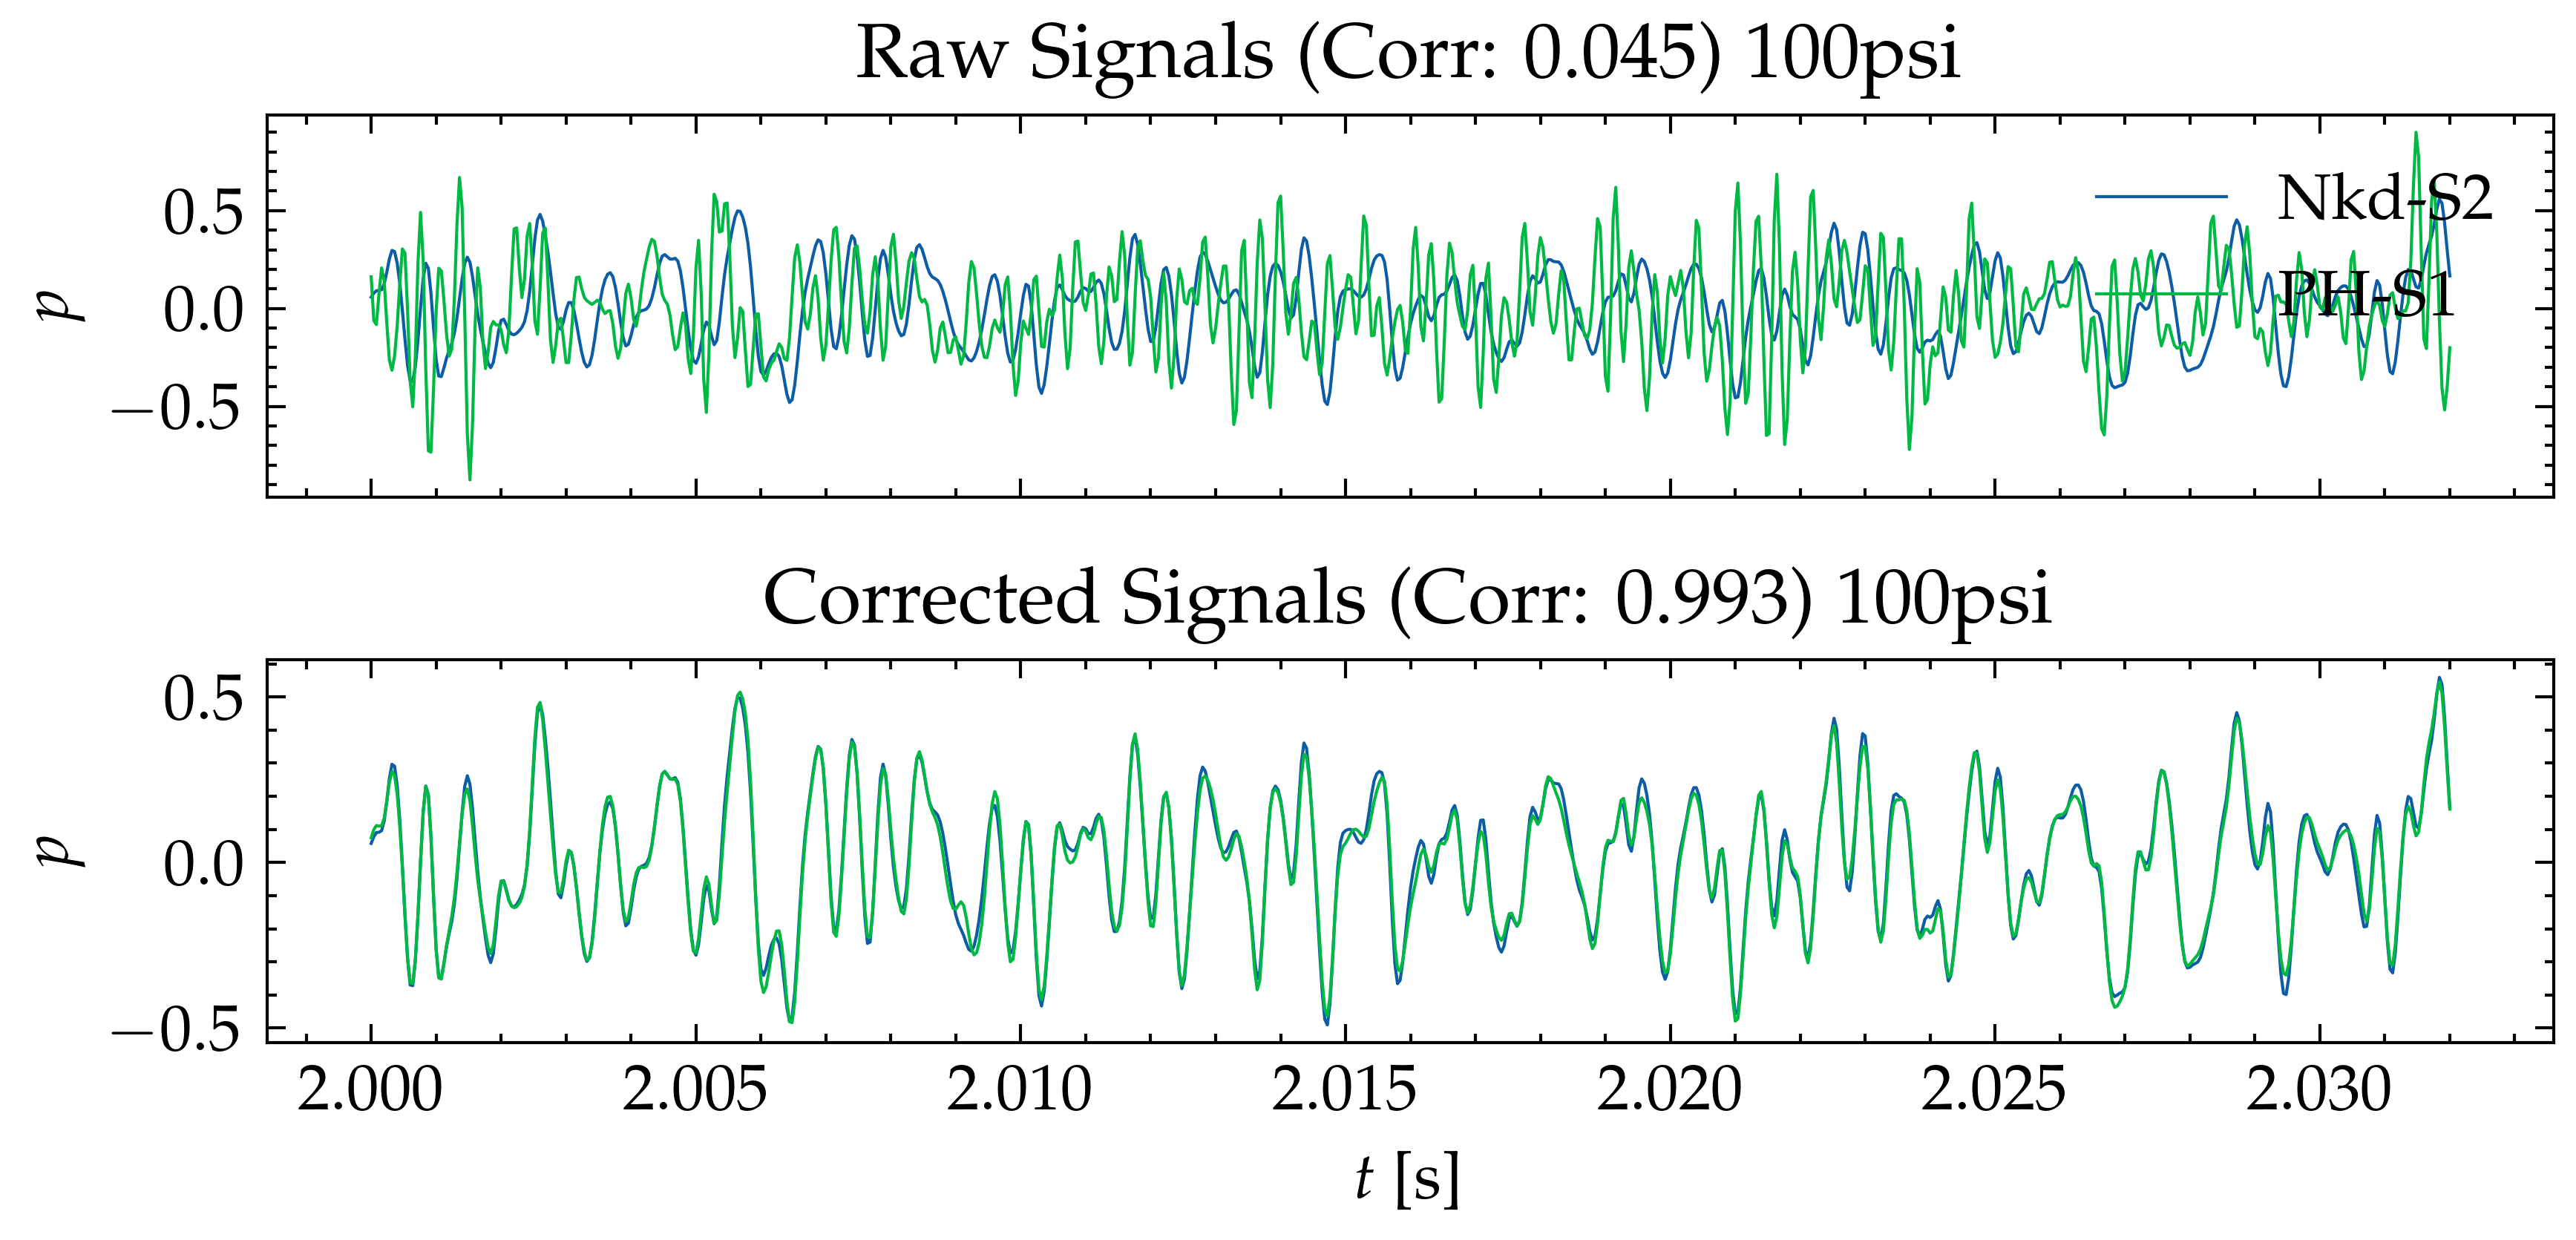 Raw Signals (Corr: 0.045) 100psi
p
0.5
0.0
−0.5
Nkd-S2
PH-S1
Corrected Signals (Corr: 0.993) 100psi
p
0.5
0.0
−0.5
2.000 2.005 2.010 2.015 2.020 2.025 2.030
t [s]